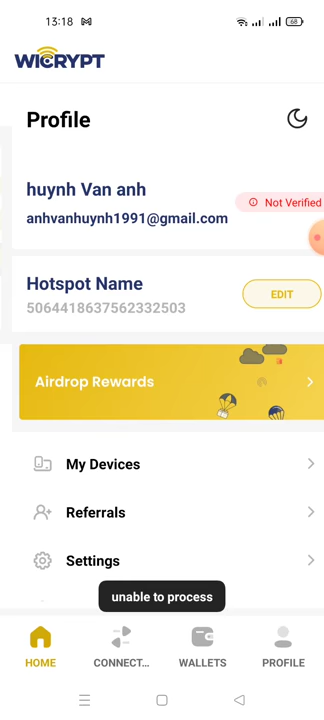 13:18
68
WICRYPT
Profile
huynh Van anh
Not Verified
anhvanhuynh1991@gmail.com
Hotspot Name
5064418637562332503
EDIT
Airdrop Rewards
My Devices
Referrals
Settings
unable to process
HOME
CONNECT...
WALLETS
PROFILE